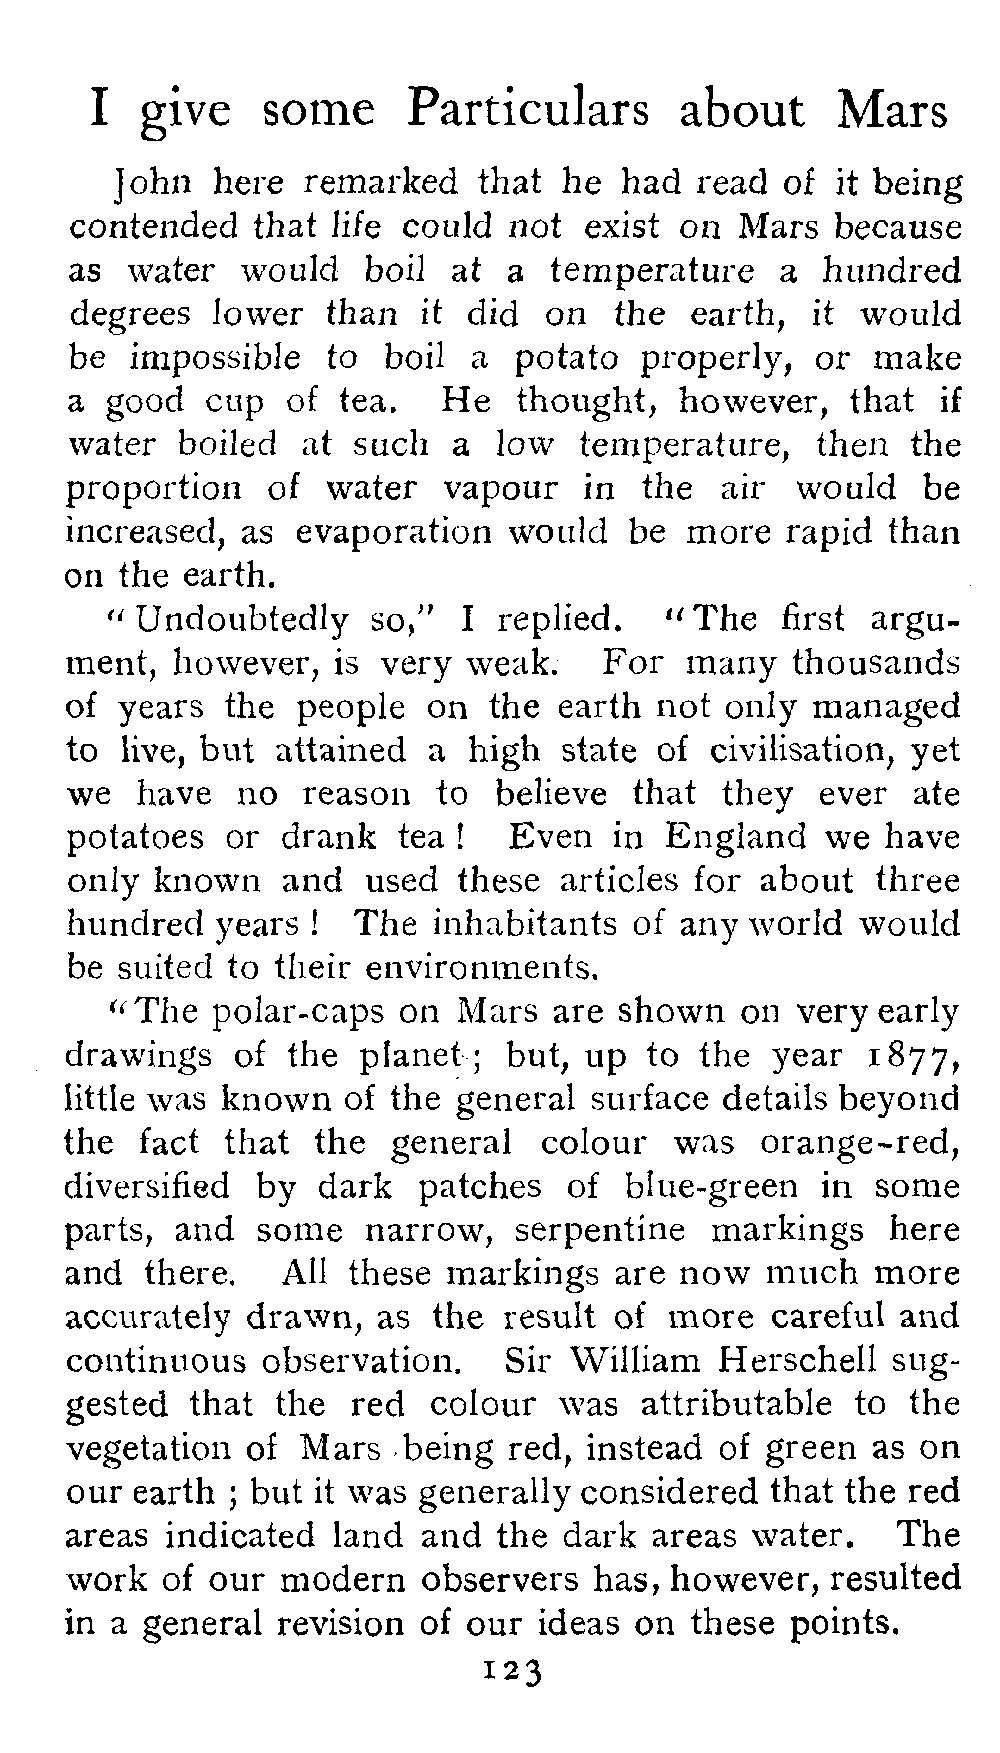 I give some Particulars about Mars
John here remarked that he had read of it being
contended that life could not exist on Mars because
as water would boil at a temperature a hundred
degrees lower than it did on the earth, it would
be impossible to boil a potato properly, or make
a good cup of tea. He thought, however, that if
water boiled at such a low temperature, then the
proportion of water vapour in the air would be
increased, as evaporation would be more rapid than
on the earth.
"Undoubtedly so," I replied. "The first argu-
ment, however, is very weak. For many thousands
of years the people on the earth not only managed
to live, but attained a high state of civilisation, yet
we have no reason to believe that they ever ate
potatoes or drank tea! Even in England we have
only known and used these articles for about three
hundred years! The inhabitants of any world would
be suited to their environments.
"The polar-caps on Mars are shown on very early
drawings of the planet; but, up to the year 1877,
little was known of the general surface details beyond
the fact that the general colour was orange-red,
diversified by dark patches of blue-green in some
parts, and some narrow, serpentine markings here
and there. All these markings are now much more
accurately drawn, as the result of more careful and
continuous observation. Sir William Herschell sug-
gested that the red colour was attributable to the
vegetation of Mars being red, instead of green as on
our earth; but it was generally considered that the red
areas indicated land and the dark areas water. The
work of our modern observers has, however, resulted
in a general revision of our ideas on these points.
123